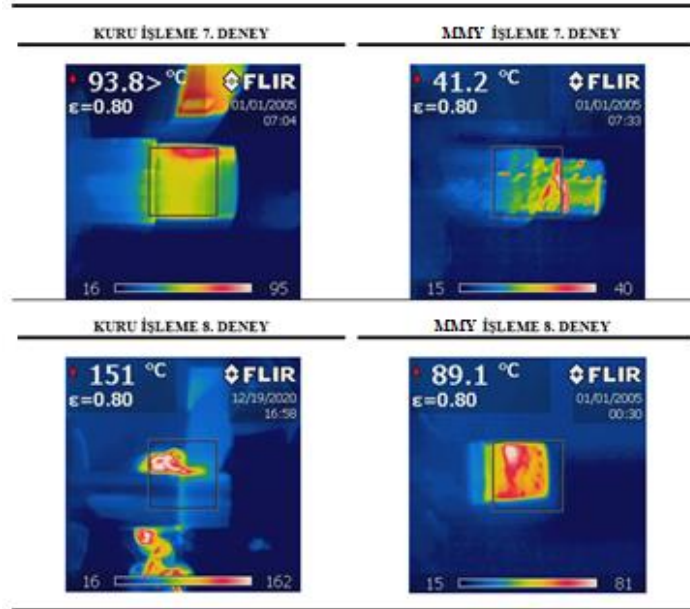 KURU İŞLEME 7. DENEY
MMY İŞLEME 7. DENEY
93.8> °C
FLIR
ε=0.80
01/01/2005
07:04
16
95
41.2 °C
FLIR
ε=0.80
01/01/2005
07:33
15
40
KURU İŞLEME 8. DENEY
MMY İŞLEME 8. DENEY
151 °C
FLIR
ε=0.80
12/19/2020
16:58
16
162
89.1 °C
FLIR
ε=0.80
01/01/2005
00:30
15
81